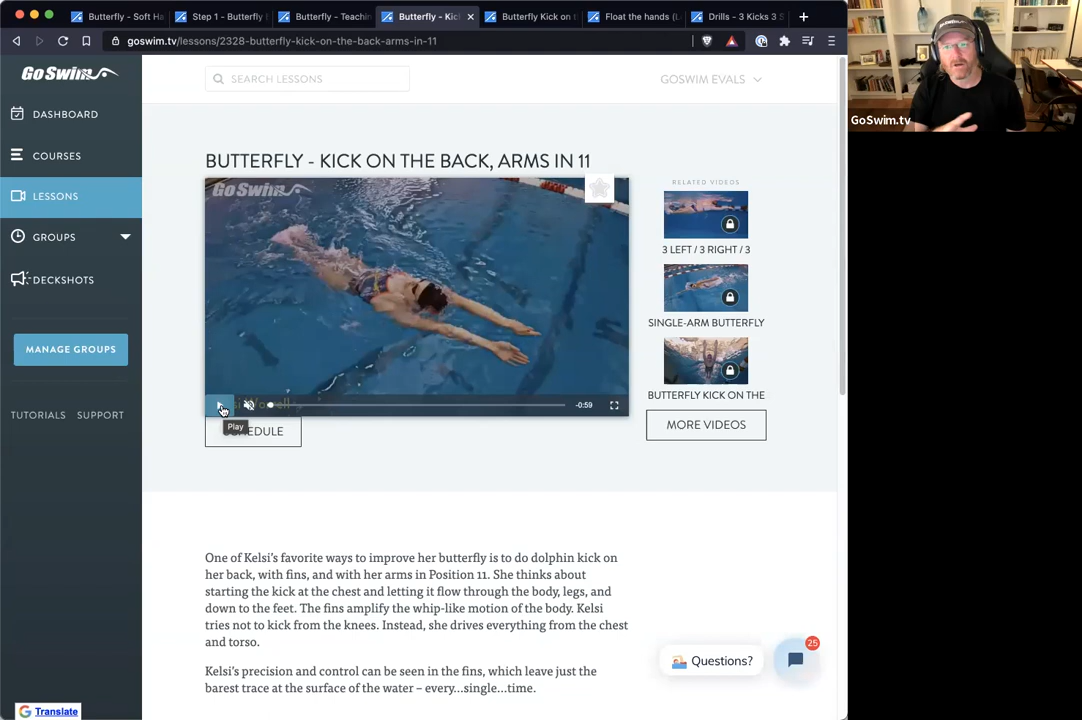 Butterfly - Soft Ha
Step 1 - Butterfly
Butterfly - Teachin
Butterfly - Kic
Butterfly Kick on t
Float the hands (L
Drills - 3 Kicks 3 S
goswim.tv/lessons/2328-butterfly-kick-on-the-back-arms-in-11
GoSwim
SEARCH LESSONS
GOSWIM EVALS
DASHBOARD
COURSES
LESSONS
GROUPS
DECKSHOTS
MANAGE GROUPS
TUTORIALS
SUPPORT
GoSwim.tv
BUTTERFLY - KICK ON THE BACK, ARMS IN 11
GoSwim
RELATED VIDEOS
3 LEFT / 3 RIGHT / 3
SINGLE-ARM BUTTERFLY
BUTTERFLY KICK ON THE
MORE VIDEOS
-0:59
Play
One of Kelsi's favorite ways to improve her butterfly is to do dolphin kick on
her back, with fins, and with her arms in Position 11. She thinks about
starting the kick at the chest and letting it flow through the body, legs, and
down to the feet. The fins amplify the whip-like motion of the body. Kelsi
tries not to kick from the knees. Instead, she drives everything from the chest
and torso.
Kelsi's precision and control can be seen in the fins, which leave just the
barest trace at the surface of the water – every...single...time.
Questions?
25
Translate